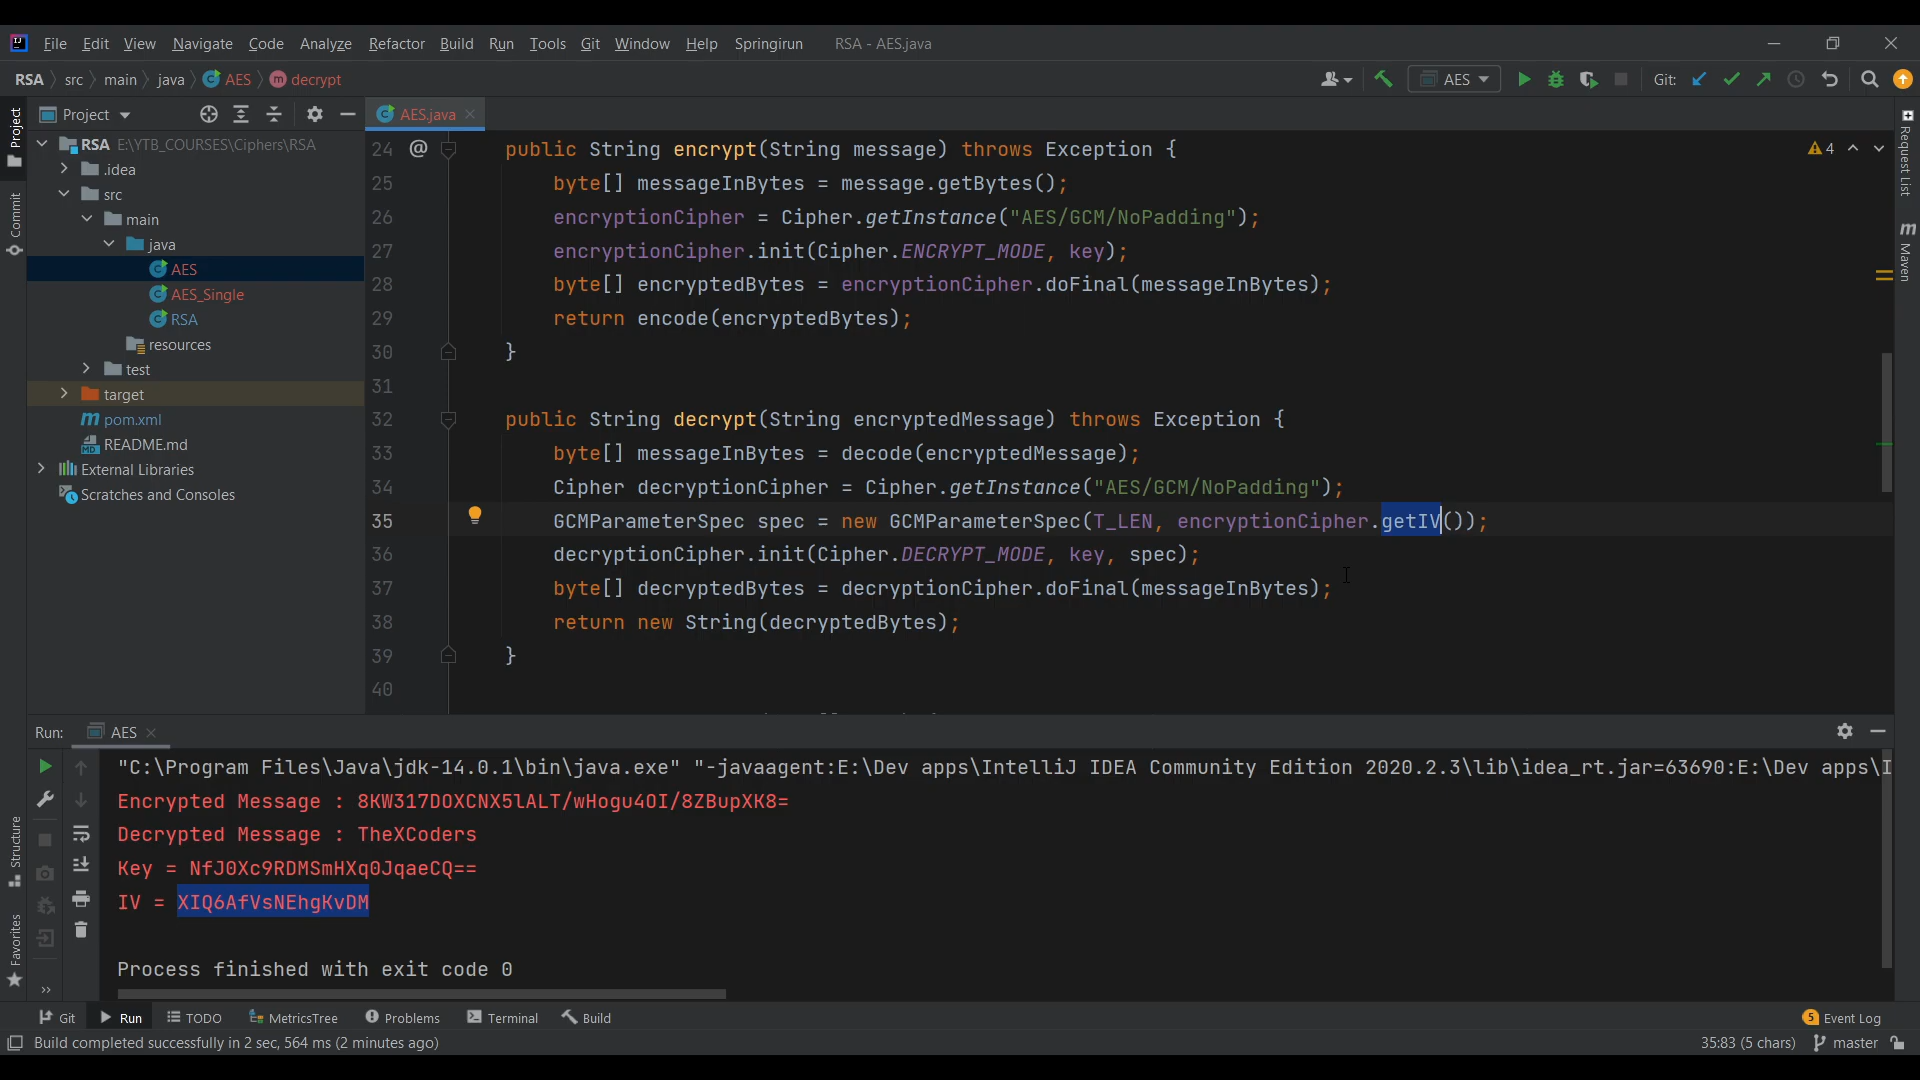 File Edit View Navigate Code Analyze Refactor Build Run Tools Git Window Help Springirun RSA - AES.java
RSA src main java AES decrypt
AES Git:
Project
AES.java
Project
Commit
Structure
Favorites
Request List
Maven
RSA E:\YTB_COURSES\Ciphers\RSA
.idea
src
main
java
AES
AES_Single
RSA
resources
test
target
pom.xml
README.md
External Libraries
Scratches and Consoles
4
24 @ public String encrypt(String message) throws Exception {
25 byte[] messageInBytes = message.getBytes();
26 encryptionCipher = Cipher.getInstance("AES/GCM/NoPadding");
27 encryptionCipher.init(Cipher.ENCRYPT_MODE, key);
28 byte[] encryptedBytes = encryptionCipher.doFinal(messageInBytes);
29 return encode(encryptedBytes);
30 }
31
32 public String decrypt(String encryptedMessage) throws Exception {
33 byte[] messageInBytes = decode(encryptedMessage);
34 Cipher decryptionCipher = Cipher.getInstance("AES/GCM/NoPadding");
35 GCMParameterSpec spec = new GCMParameterSpec(T_LEN, encryptionCipher.getIV());
36 decryptionCipher.init(Cipher.DECRYPT_MODE, key, spec);
37 byte[] decryptedBytes = decryptionCipher.doFinal(messageInBytes);
38 return new String(decryptedBytes);
39 }
40
Run: AES
"C:\Program Files\Java\jdk-14.0.1\bin\java.exe" "-javaagent:E:\Dev apps\IntelliJ IDEA Community Edition 2020.2.3\lib\idea_rt.jar=63690:E:\Dev apps\I
Encrypted Message : 8KW317DOXCNX5lALT/wHogu4OI/8ZBupXK8=
Decrypted Message : TheXCoders
Key = NfJ0Xc9RDMSmHXq0JqaeCQ==
IV = XIQ6AfVsNEhgKvDM
Process finished with exit code 0
Git Run TODO MetricsTree Problems Terminal Build 5 Event Log
Build completed successfully in 2 sec, 564 ms (2 minutes ago) 35:83 (5 chars) master